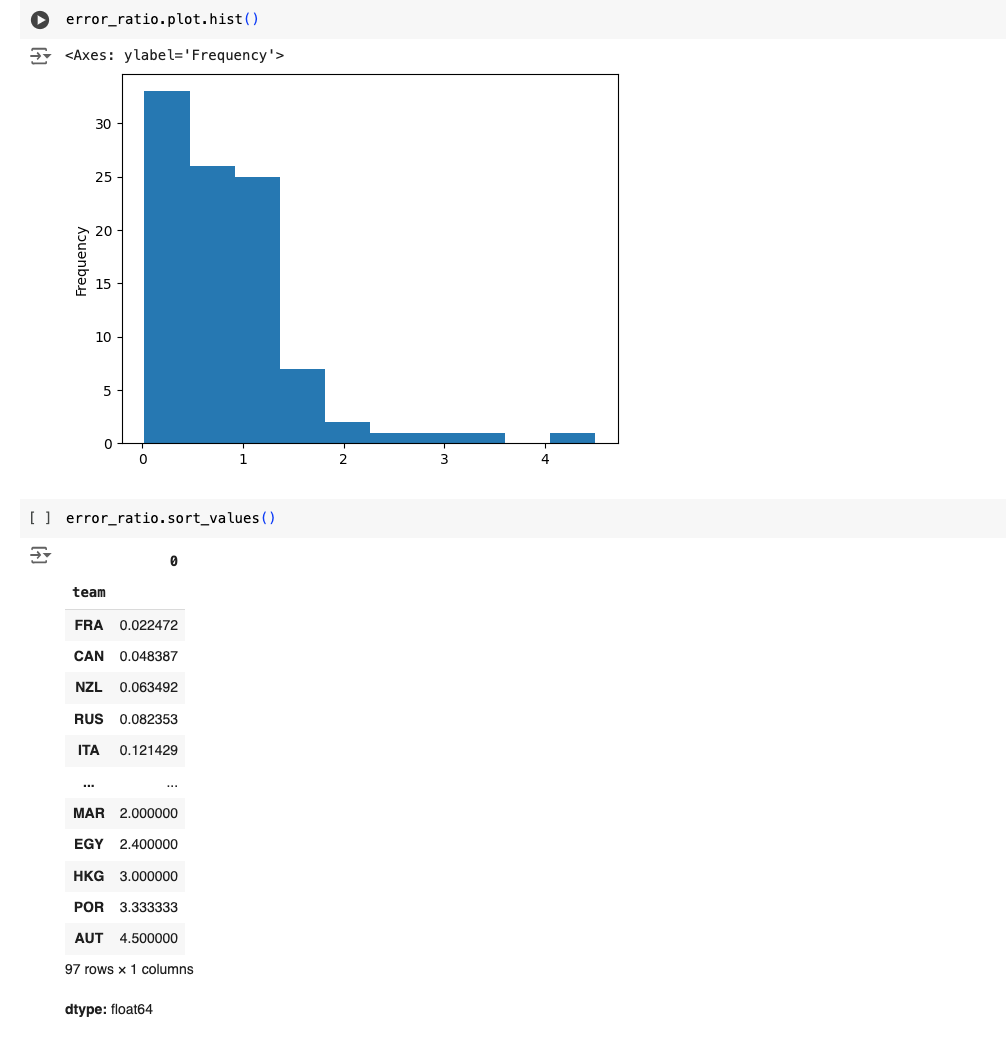 error_ratio.plot.hist()
<Axes: ylabel='Frequency'>
30
25
20
15
10
5
0
Frequency
0 1 2 3 4
[ ] error_ratio.sort_values()
0
team
FRA 0.022472
CAN 0.048387
NZL 0.063492
RUS 0.082353
ITA 0.121429
... ...
MAR 2.000000
EGY 2.400000
HKG 3.000000
POR 3.333333
AUT 4.500000
97 rows × 1 columns
dtype: float64